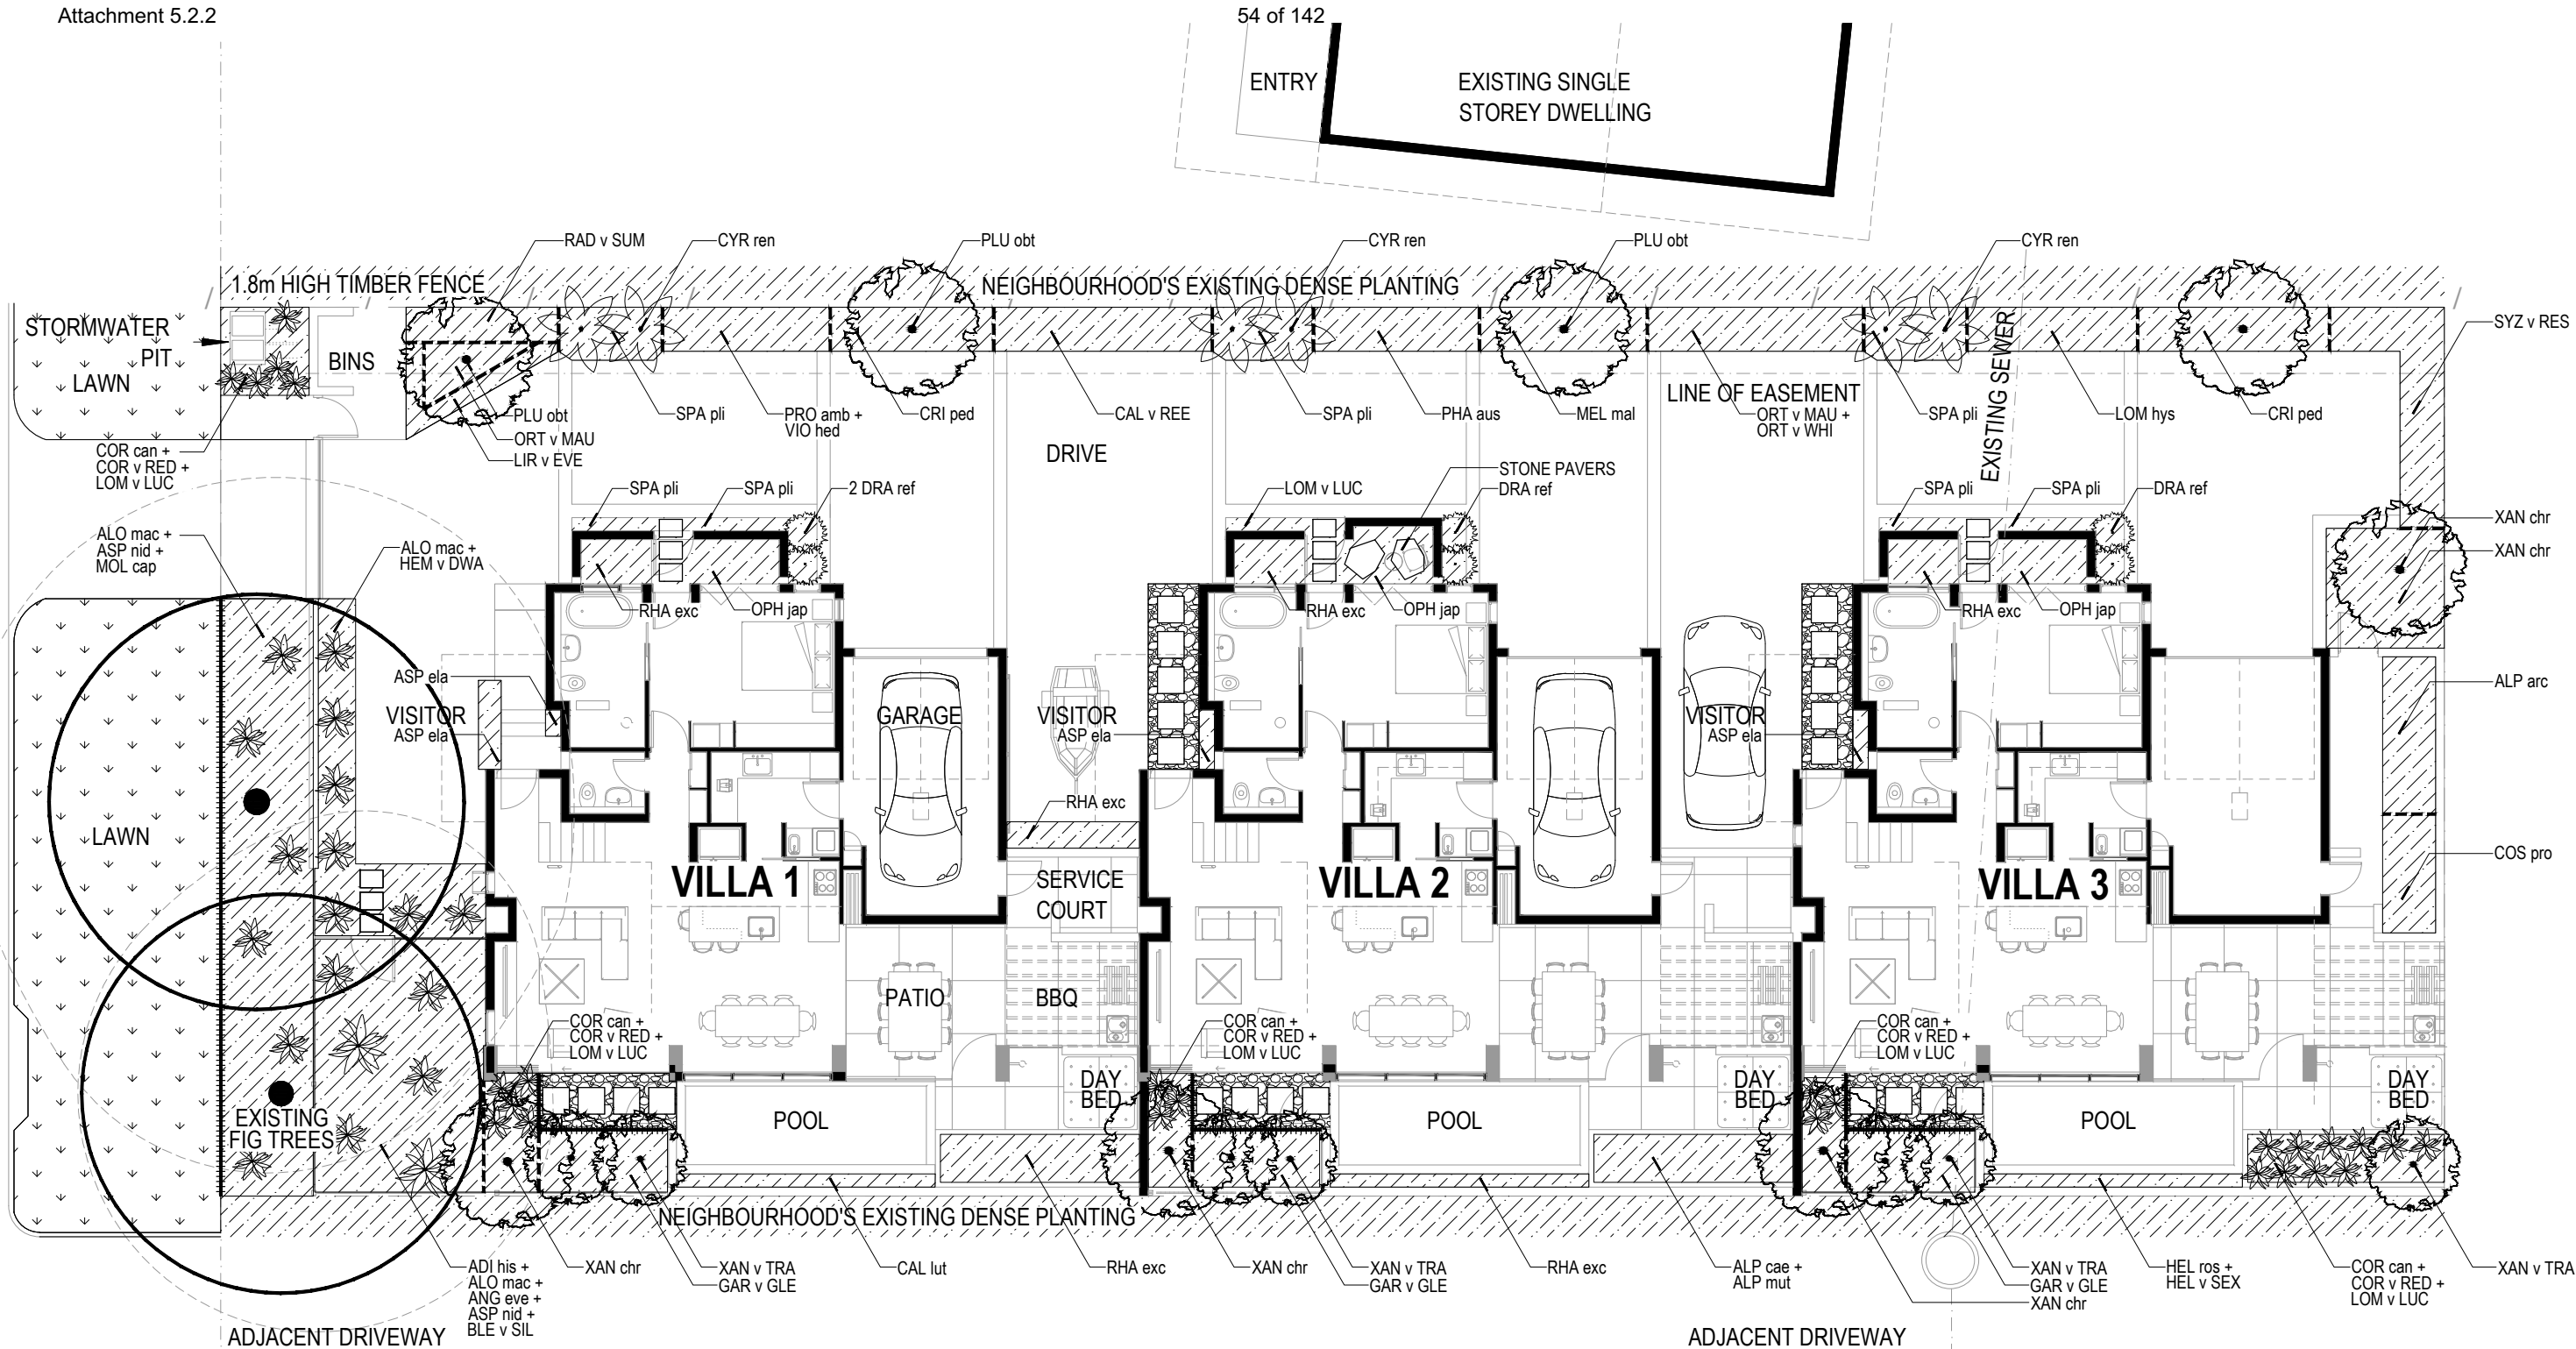 Attachment 5.2.2
54 of 142
ENTRY
EXISTING SINGLE
STOREY DWELLING
RAD v SUM
CYR ren
PLU obt
CYR ren
PLU obt
CYR ren
1.8m HIGH TIMBER FENCE
NEIGHBOURHOOD'S EXISTING DENSE PLANTING
STORMWATER
PIT
LAWN
BINS
SYZ v RES
PLU obt
ORT v MAU
LIR v EVE
SPA pli
PRO amb +
VIO hed
CRI ped
CAL v REE
SPA pli
PHA aus
MEL mal
LINE OF EASEMENT
ORT v MAU +
ORT v WHI
SPA pli
EXISTING SEWER
LOM hys
CRI ped
COR can +
COR v RED +
LOM v LUC
DRIVE
STONE PAVERS
SPA pli
SPA pli
2 DRA ref
LOM v LUC
DRA ref
SPA pli
SPA pli
DRA ref
XAN chr
XAN chr
ALO mac +
ASP nid +
MOL cap
ALO mac +
HEM v DWA
RHA exc
OPH jap
RHA exc
OPH jap
RHA exc
OPH jap
ASP ela
VISITOR
ASP ela
GARAGE
VISITOR
ASP ela
VISITOR
ASP ela
ALP arc
RHA exc
LAWN
COS pro
VILLA 1
SERVICE
COURT
VILLA 2
VILLA 3
PATIO
BBQ
COR can +
COR v RED +
LOM v LUC
COR can +
COR v RED +
LOM v LUC
COR can +
COR v RED +
LOM v LUC
DAY
BED
DAY
BED
DAY
BED
POOL
POOL
POOL
EXISTING
FIG TREES
NEIGHBOURHOOD'S EXISTING DENSE PLANTING
ADI his +
ALO mac +
ANG eve +
ASP nid +
BLE v SIL
XAN chr
XAN v TRA
GAR v GLE
CAL lut
RHA exc
XAN chr
XAN v TRA
GAR v GLE
RHA exc
ALP cae +
ALP mut
XAN v TRA
GAR v GLE
XAN chr
HEL ros +
HEL v SEX
COR can +
COR v RED +
LOM v LUC
XAN v TRA
ADJACENT DRIVEWAY
ADJACENT DRIVEWAY